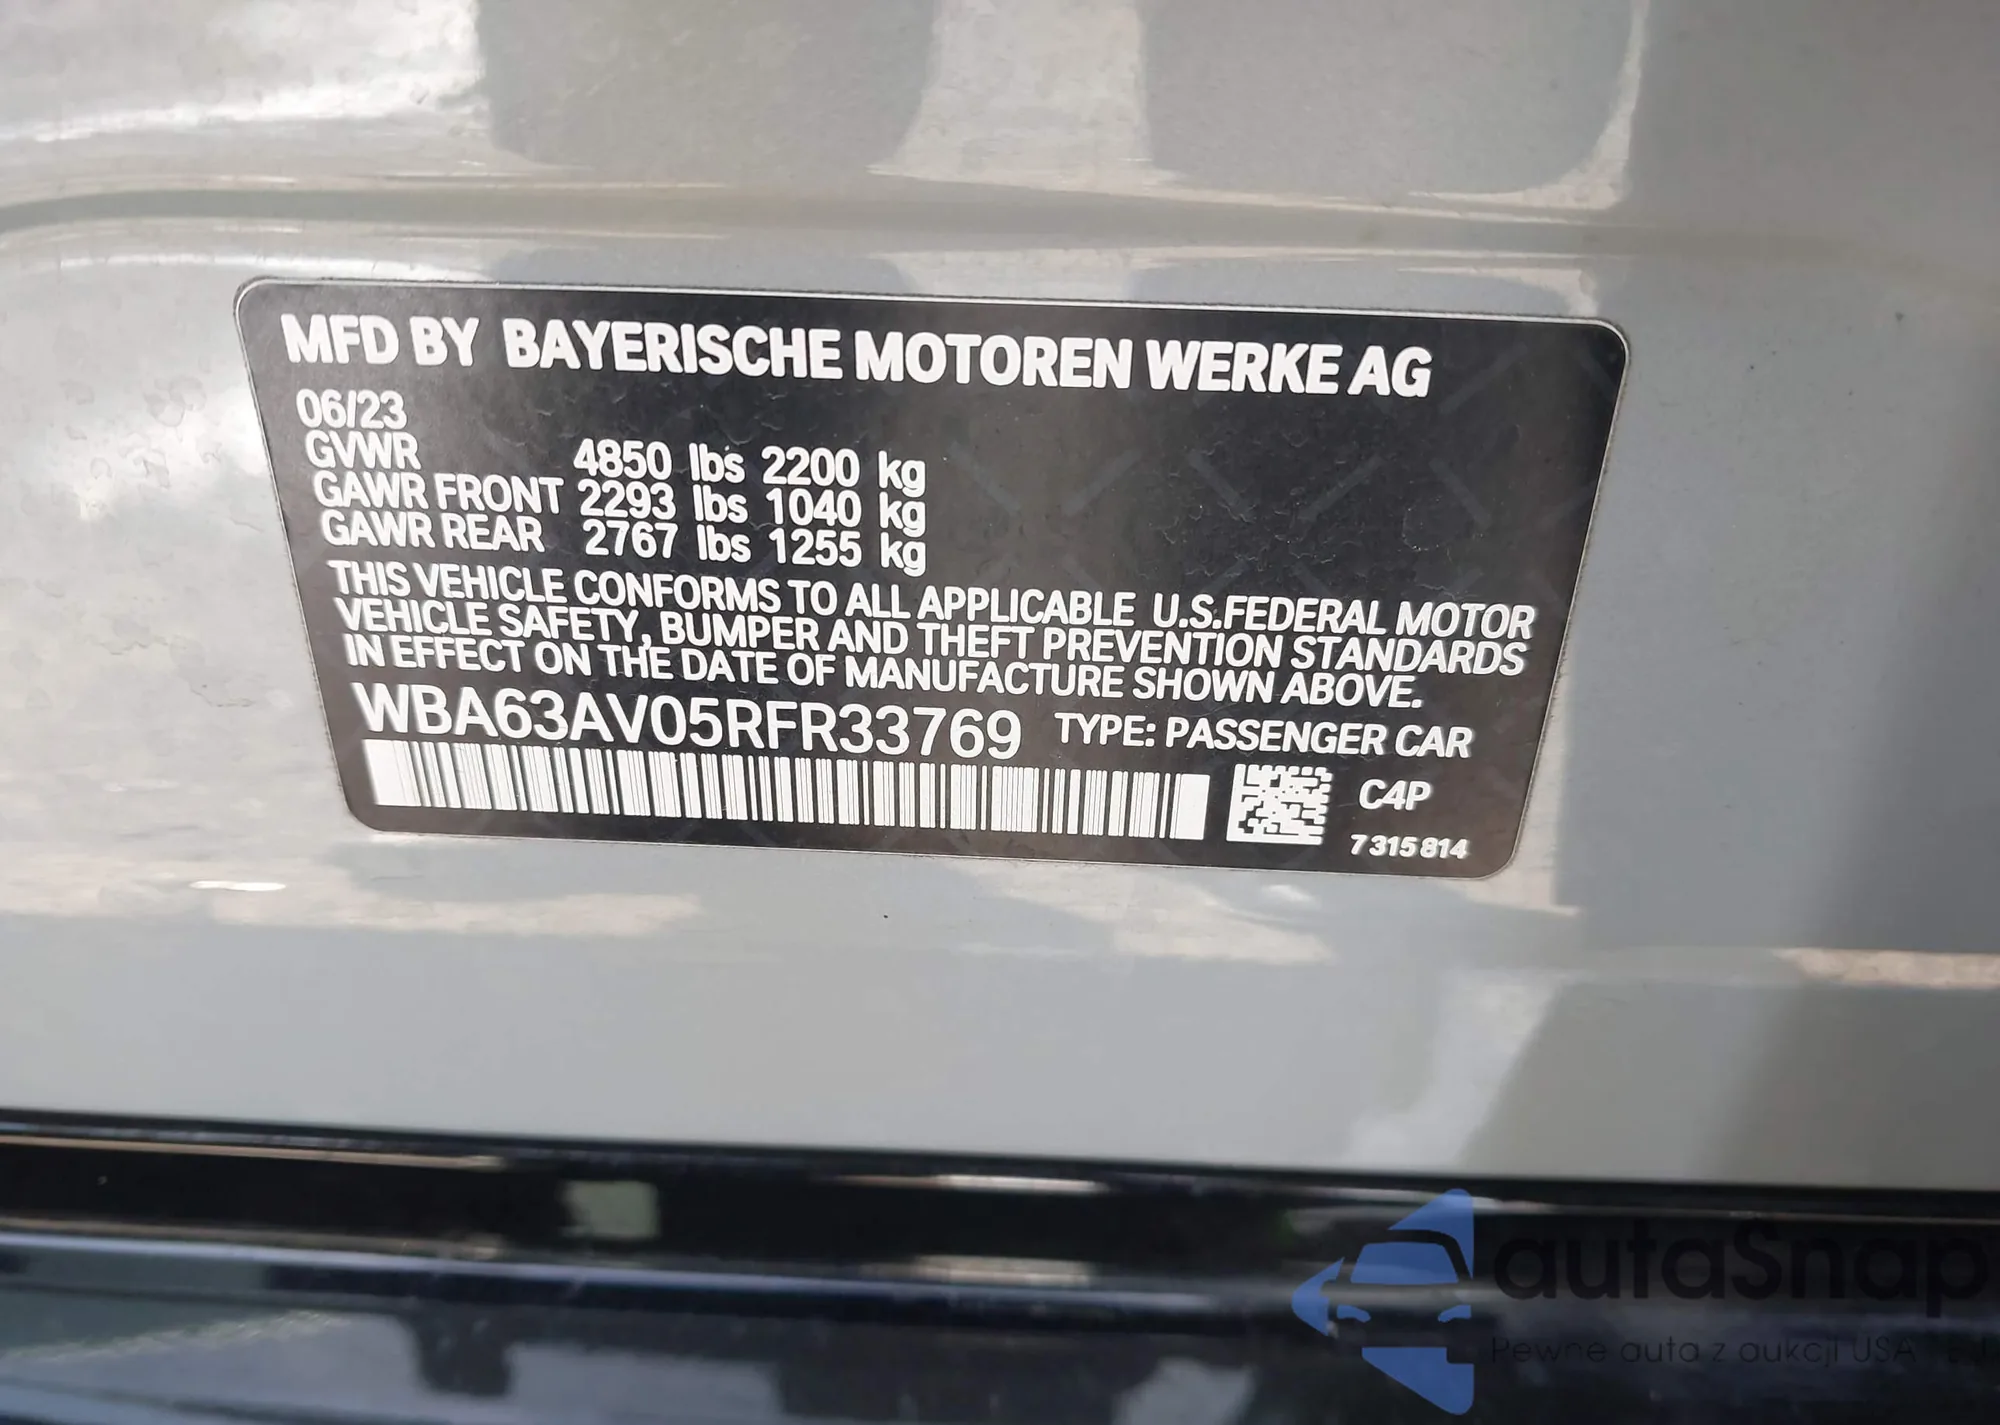 MFD BY BAYERISCHE MOTOREN WERKE AG
06/23
GVWR 4850 lbs 2200 kg
GAWR FRONT 2293 lbs 1040 kg
GAWR REAR 2767 lbs 1255 kg
THIS VEHICLE CONFORMS TO ALL APPLICABLE U.S.FEDERAL MOTOR
VEHICLE SAFETY, BUMPER AND THEFT PREVENTION STANDARDS
IN EFFECT ON THE DATE OF MANUFACTURE SHOWN ABOVE.
WBA63AV05RFR33769 TYPE: PASSENGER CAR
C4P
7 315 814
autaSnap
Pewne auta z aukcji USA